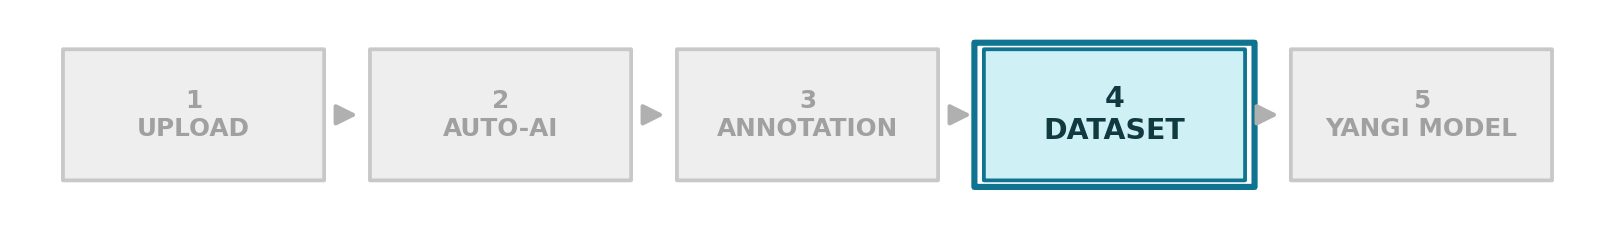 1
UPLOAD
2
AUTO-AI
3
ANNOTATION
4
DATASET
5
YANGI MODEL